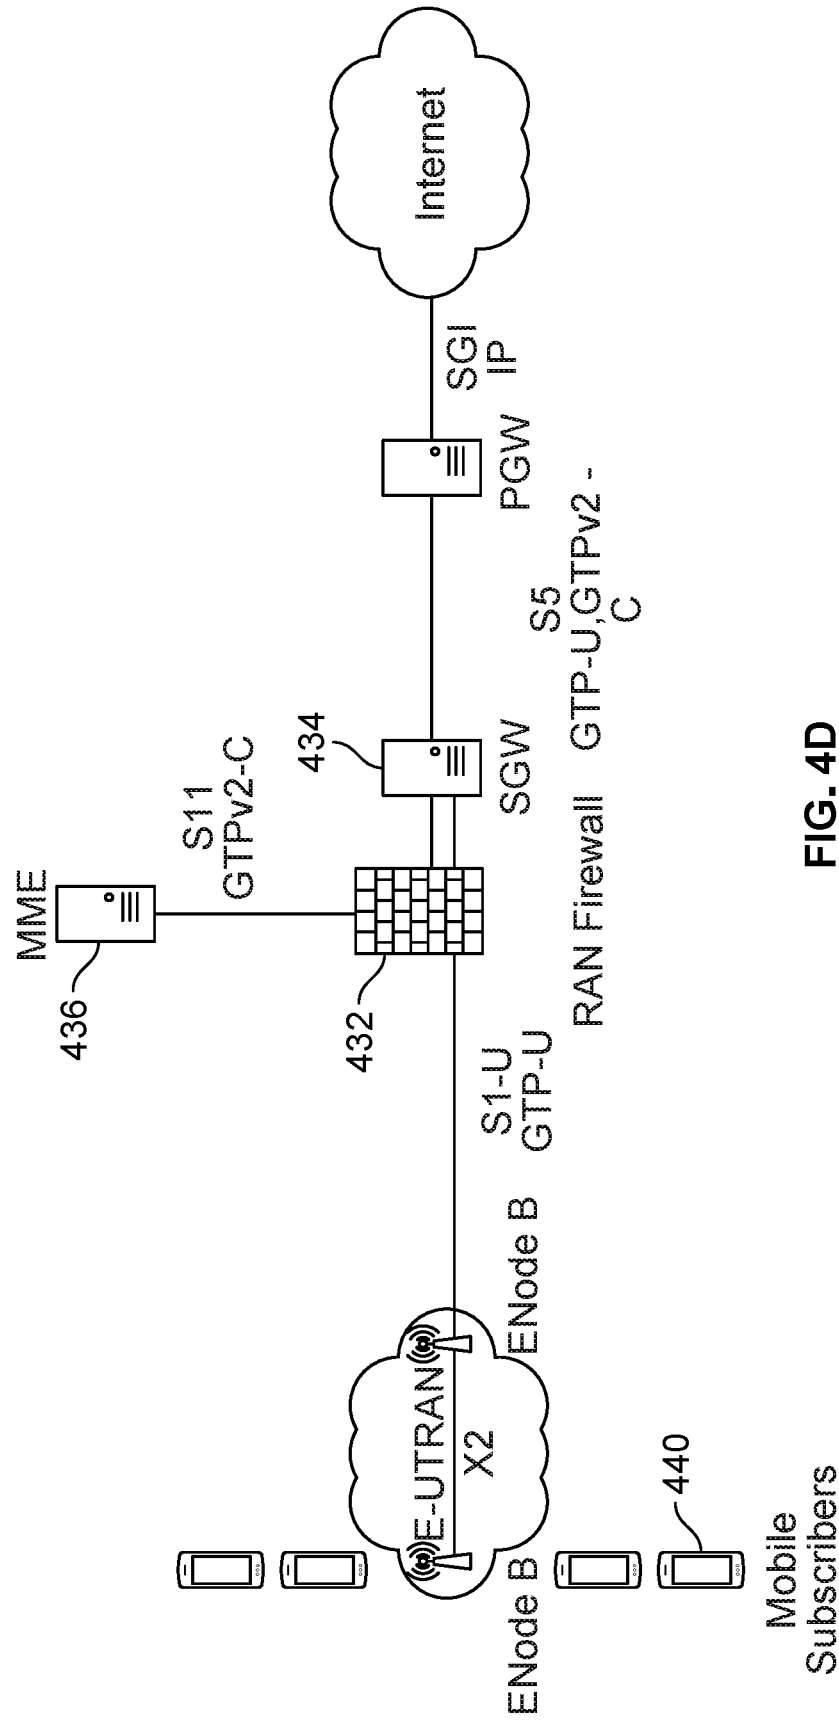 MME
436
S11
GTPv2-C
434
432
E-UTRAN
X2
ENode B
ENode B
440
Mobile
Subscribers
S1-U
GTP-U
RAN Firewall
SGW
S5
GTP-U,GTPv2 -
C
PGW
SGI
IP
Internet
FIG. 4D